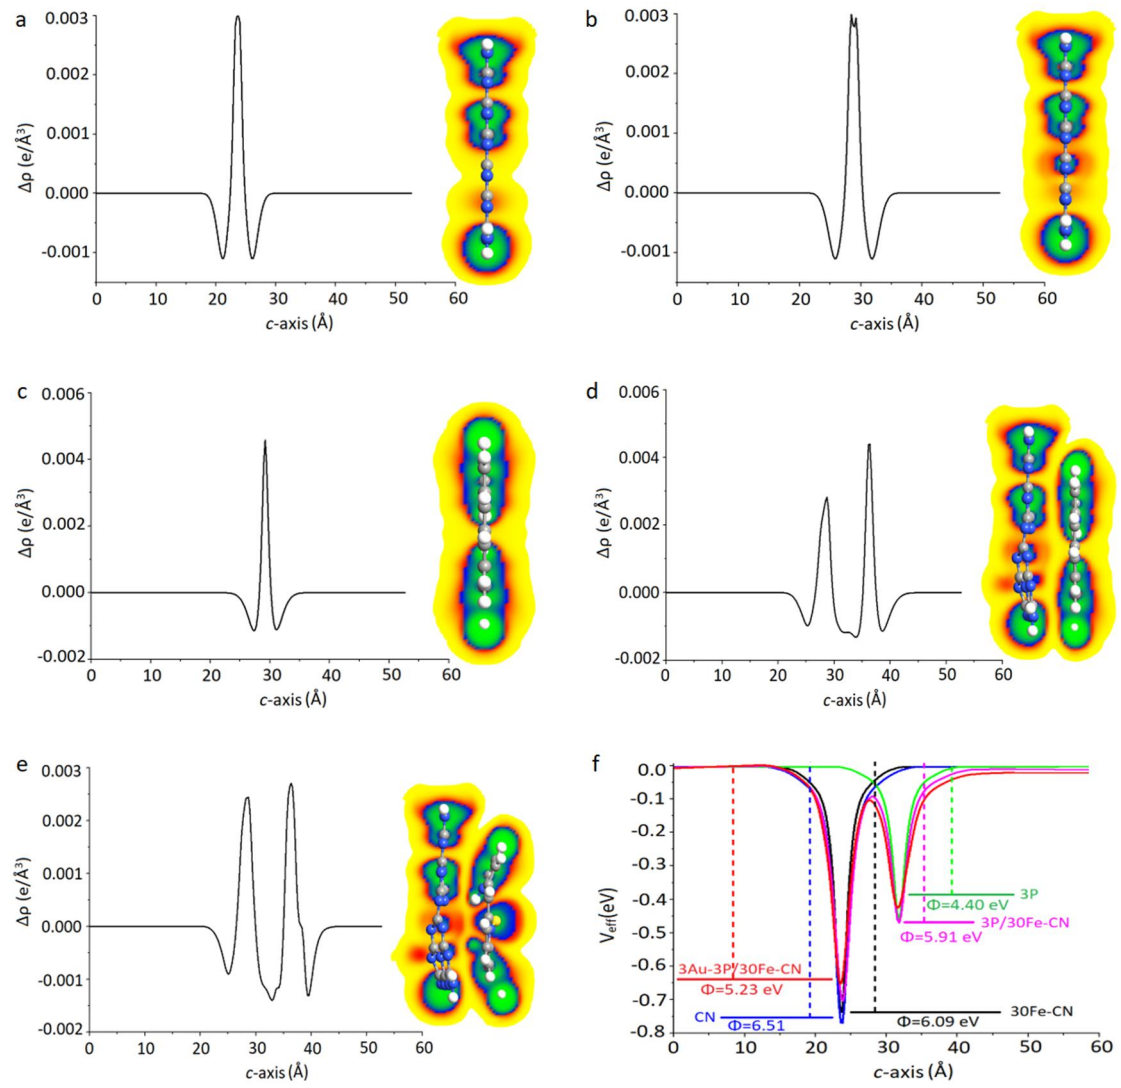 a
0.003
0.002
0.001
0.000
-0.001
Δρ (e/Å³)
0 10 20 30 40 50 60
c-axis (Å)
b
0.003
0.002
0.001
0.000
-0.001
Δρ (e/Å³)
0 10 20 30 40 50 60
c-axis (Å)
c
0.006
0.004
0.002
0.000
-0.002
Δρ (e/Å³)
0 10 20 30 40 50 60
c-axis (Å)
d
0.006
0.004
0.002
0.000
-0.002
Δρ (e/Å³)
0 10 20 30 40 50 60
c-axis (Å)
e
0.003
0.002
0.001
0.000
-0.001
-0.002
Δρ (e/Å³)
0 10 20 30 40 50 60
c-axis (Å)
f
0.0
-0.1
-0.2
-0.3
-0.4
-0.5
-0.6
-0.7
-0.8
Veff(eV)
3P
Φ=4.40 eV
3P/30Fe-CN
Φ=5.91 eV
3Au-3P/30Fe-CN
Φ=5.23 eV
CN
Φ=6.51
30Fe-CN
Φ=6.09 eV
0 10 20 30 40 50 60
c-axis (Å)